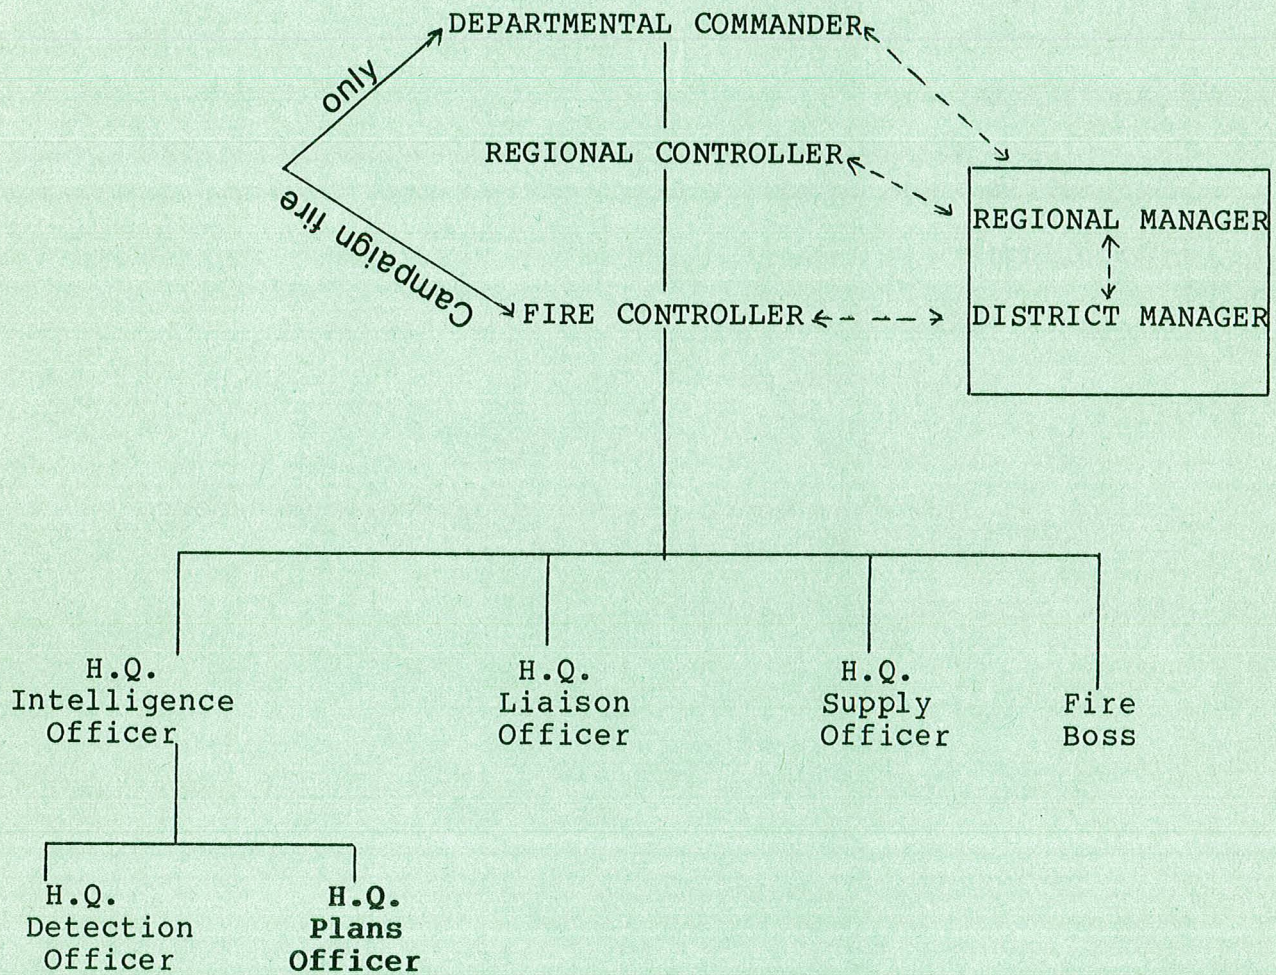 DEPARTMENTAL COMMANDER
only
REGIONAL CONTROLLER
Campaign fire
REGIONAL MANAGER
FIRE CONTROLLER
DISTRICT MANAGER
H.Q.
Intelligence
Officer
H.Q.
Liaison
Officer
H.Q.
Supply
Officer
Fire
Boss
H.Q.
Detection
Officer
H.Q.
Plans
Officer